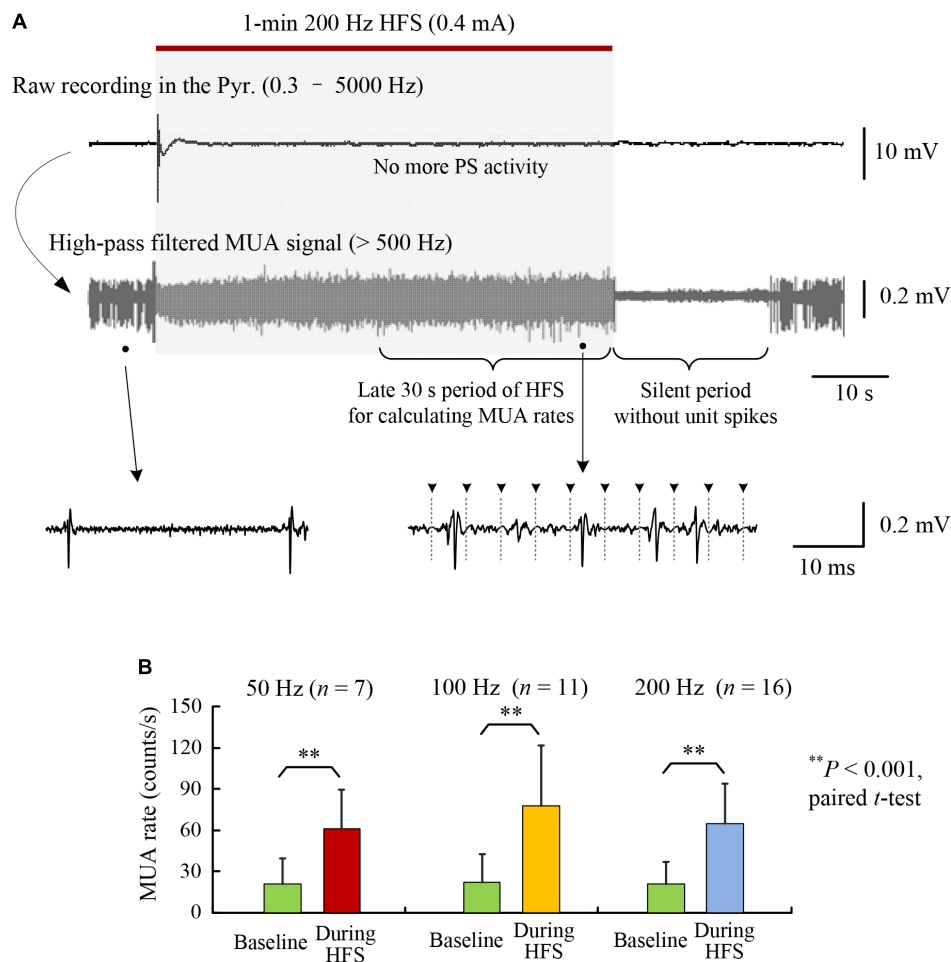 A
1-min 200 Hz HFS (0.4 mA)
Raw recording in the Pyr. (0.3 - 5000 Hz)
No more PS activity
10 mV
High-pass filtered MUA signal (> 500 Hz)
0.2 mV
Late 30 s period of HFS
for calculating MUA rates
Silent period
without unit spikes
10 s
0.2 mV
10 ms
B
50 Hz (n = 7)
100 Hz (n = 11)
200 Hz (n = 16)
MUA rate (counts/s)
150
120
90
60
30
0
**
**
**
**P < 0.001,
paired t-test
Baseline
During
HFS
Baseline
During
HFS
Baseline
During
HFS